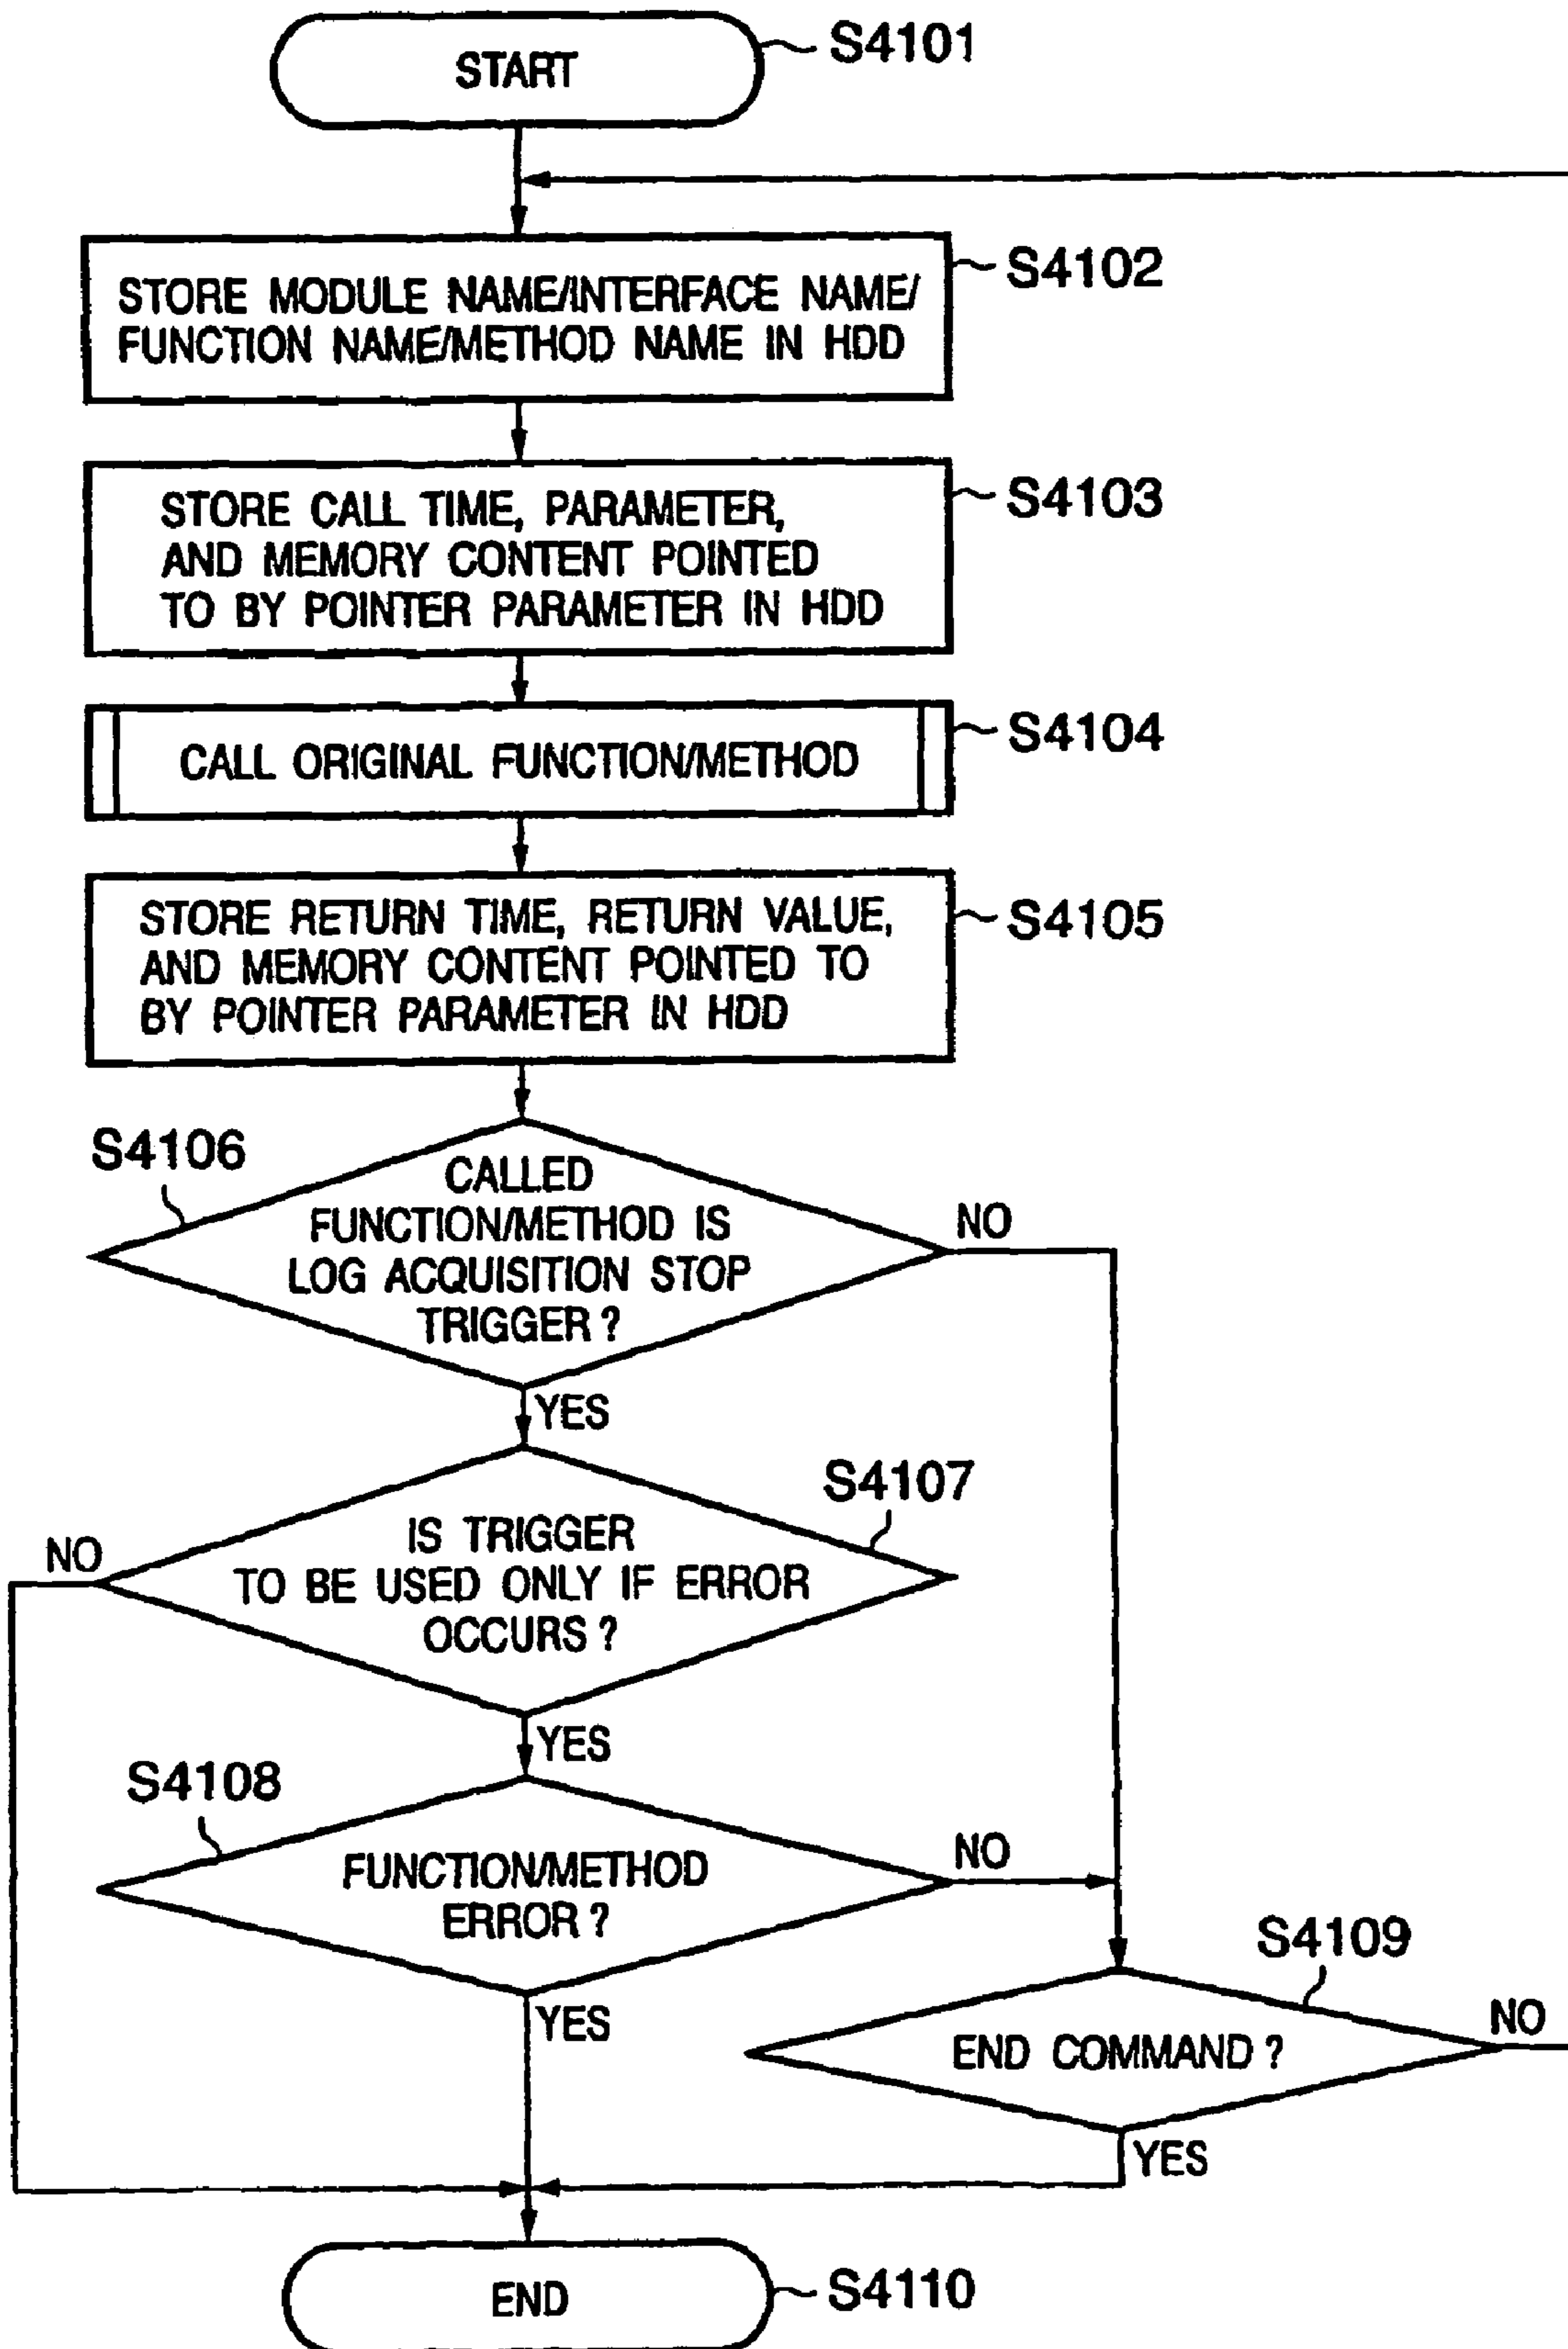 START
S4101
S4102
STORE MODULE NAME/INTERFACE NAME/
FUNCTION NAME/METHOD NAME IN HDD
S4103
STORE CALL TIME, PARAMETER,
AND MEMORY CONTENT POINTED
TO BY POINTER PARAMETER IN HDD
S4104
CALL ORIGINAL FUNCTION/METHOD
S4105
STORE RETURN TIME, RETURN VALUE,
AND MEMORY CONTENT POINTED TO
BY POINTER PARAMETER IN HDD
S4106
CALLED
FUNCTION/METHOD IS
LOG ACQUISITION STOP
TRIGGER ?
NO
YES
S4107
IS TRIGGER
TO BE USED ONLY IF ERROR
OCCURS ?
NO
YES
S4108
FUNCTION/METHOD
ERROR ?
NO
YES
S4109
END COMMAND ?
NO
YES
END
S4110